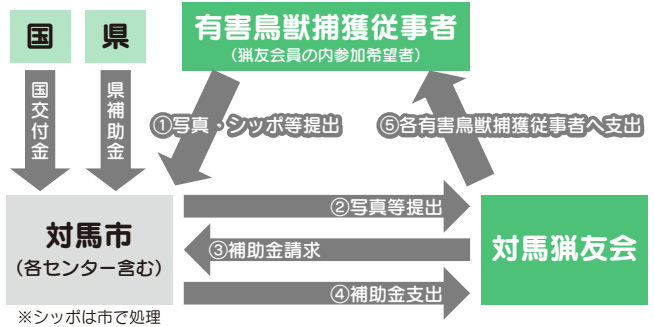 国
県
有害鳥獣捕獲従事者
（猟友会員の内参加希望者）
国交付金
県補助金
①写真・シッポ等提出
⑤各有害鳥獣捕獲従事者へ支出
対馬市
（各センター含む）
②写真等提出
③補助金請求
④補助金支出
対馬猟友会
※シッポは市で処理